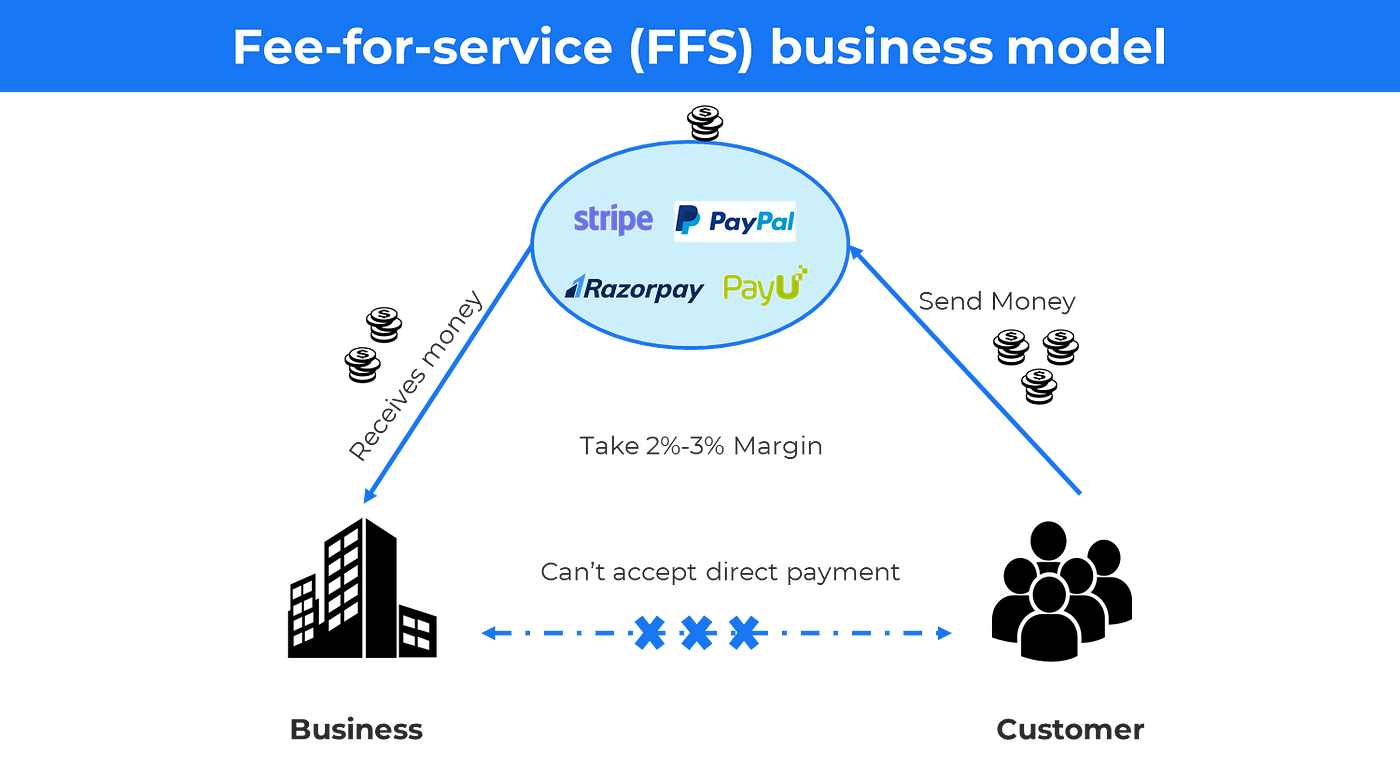 Fee-for-service (FFS) business model
stripe
PayPal
Razorpay
PayU
Receives money
Send Money
Take 2%-3% Margin
Can’t accept direct payment
Business
Customer